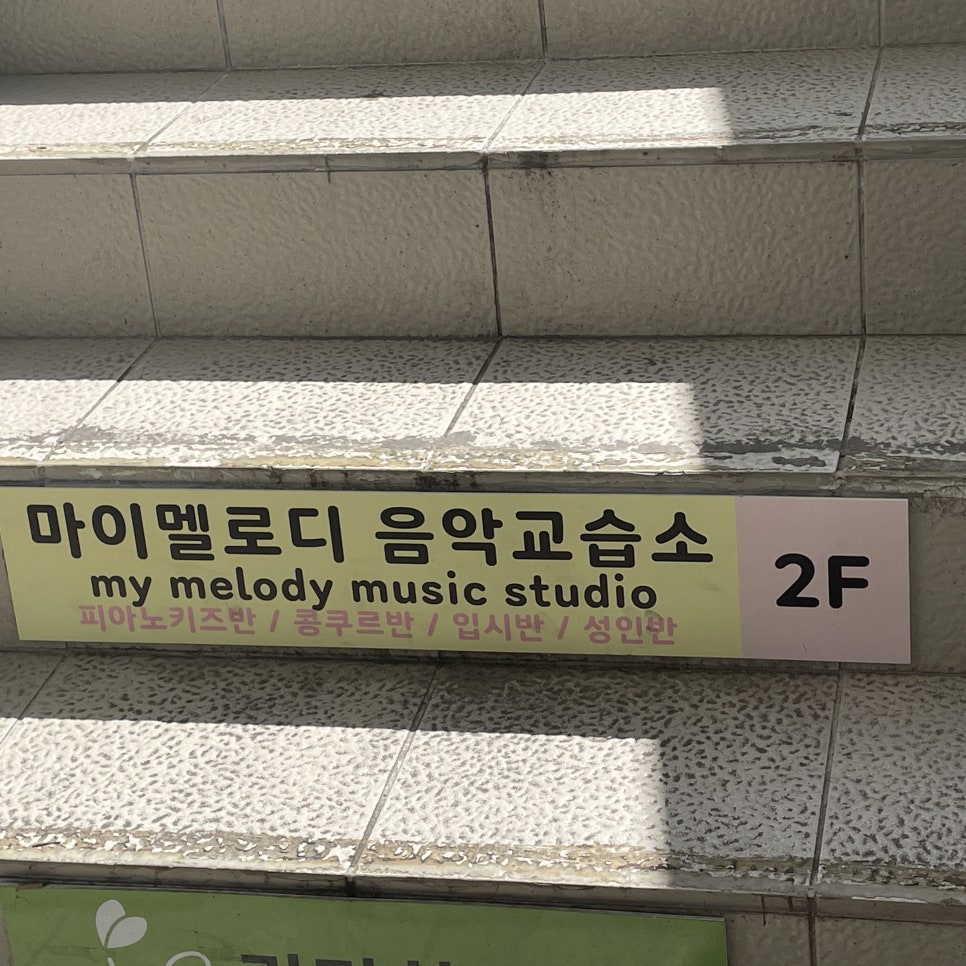 마이멜로디 음악교습소
my melody music studio
피아노키즈반 / 콩쿠르반 / 입시반 / 성인반
2F